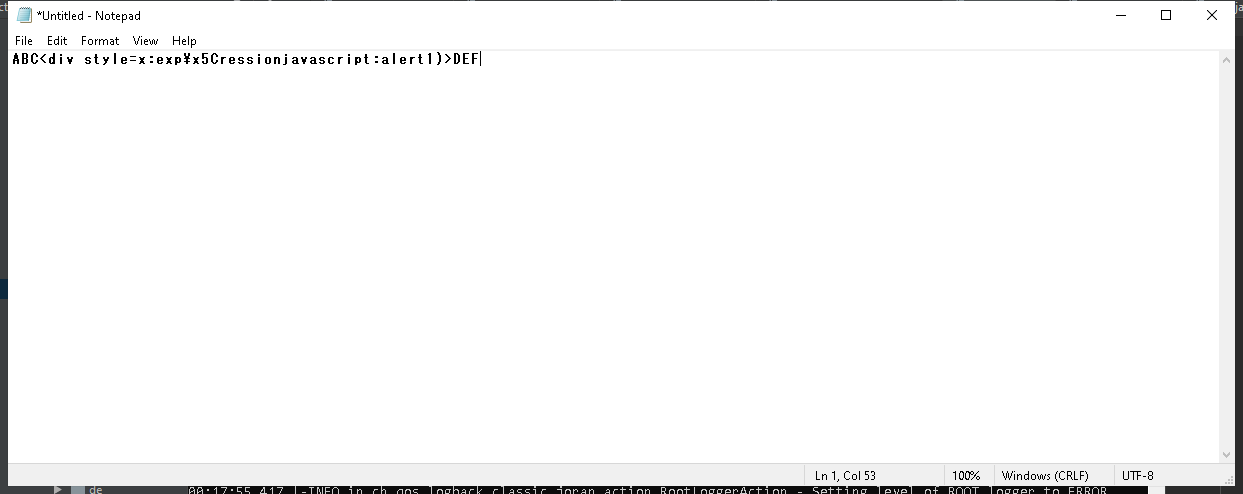 *Untitled - Notepad
File Edit Format View Help
ABC<div style=x:exp¥x5Cressionjavascript:alert1)>DEF
Ln 1, Col 53 100% Windows (CRLF) UTF-8
de 00:17:55,417 |-INFO in ch.qos.logback.classic.joran.action.RootLoggerAction - Setting level of ROOT logger to ERROR